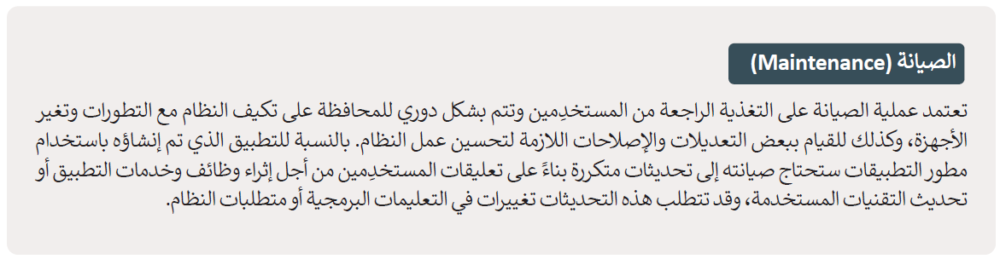 الصيانة (Maintenance)
تعتمد عملية الصيانة على التغذية الراجعة من المستخدِمين وتتم بشكل دوري للمحافظة على تكيف النظام مع التطورات وتغير
الأجهزة، وكذلك للقيام ببعض التعديلات والإصلاحات اللازمة لتحسين عمل النظام. بالنسبة للتطبيق الذي تم إنشاؤه باستخدام
مطور التطبيقات ستحتاج صيانته إلى تحديثات متكررة بناءً على تعليقات المستخدِمين من أجل إثراء وظائف وخدمات التطبيق أو
تحديث التقنيات المستخدمة، وقد تتطلب هذه التحديثات تغييرات في التعليمات البرمجية أو متطلبات النظام.